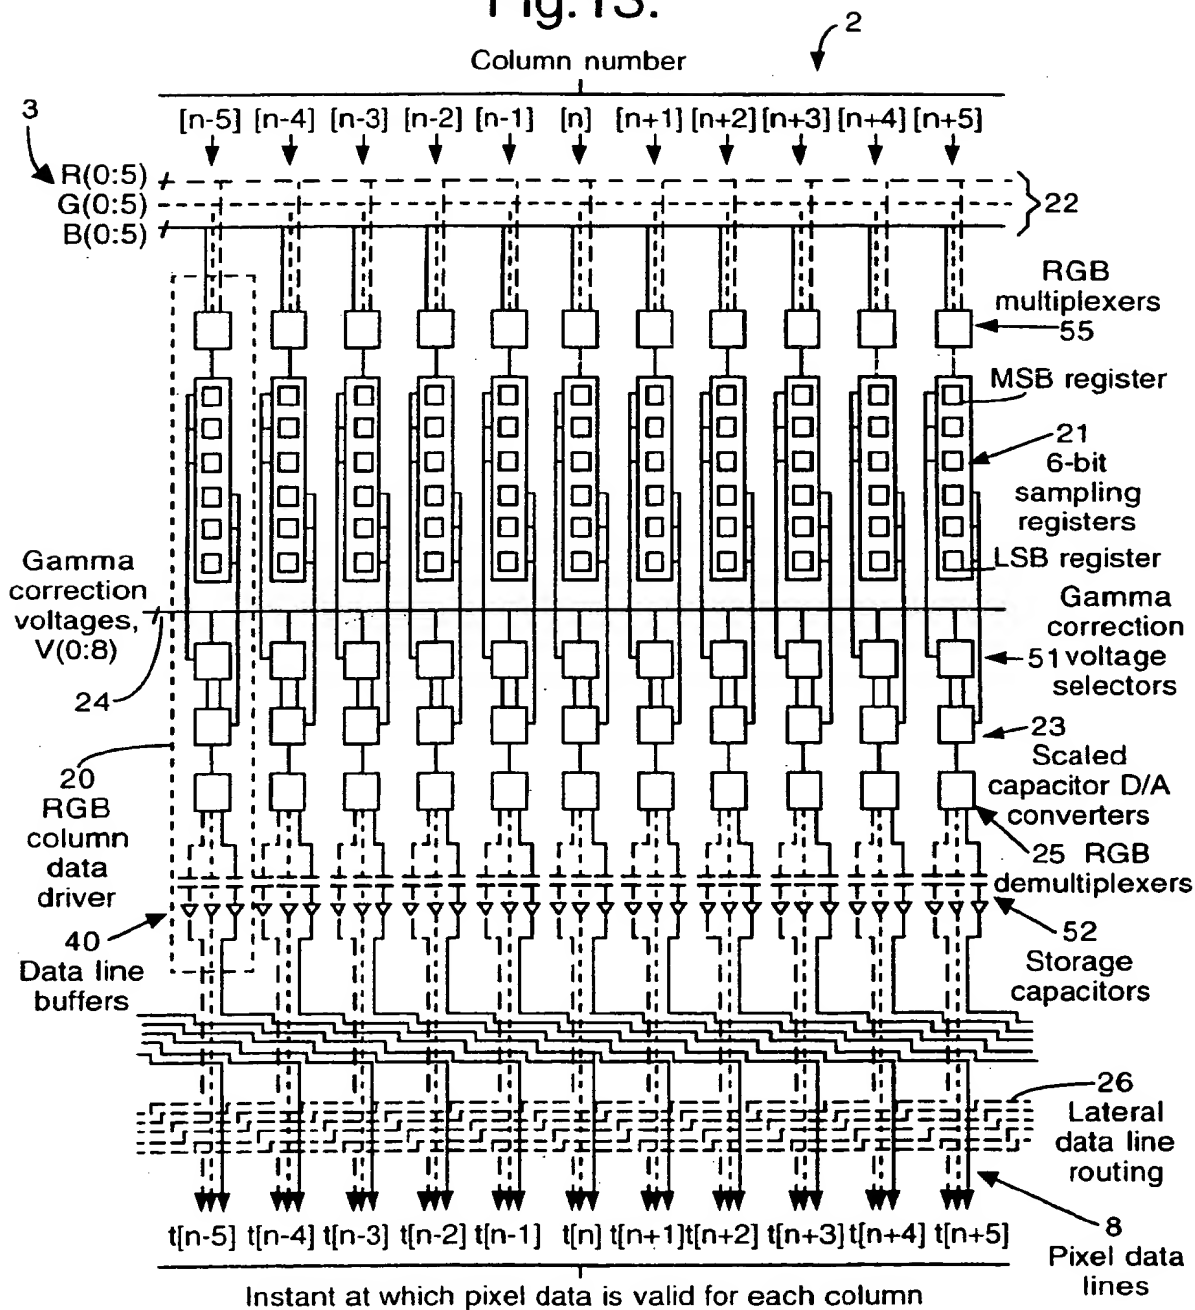 Fig.13.
2
Column number
3
[n-5] [n-4] [n-3] [n-2] [n-1] [n] [n+1] [n+2] [n+3] [n+4] [n+5]
R(0:5)
G(0:5)
B(0:5)
22
RGB
multiplexers
55
MSB register
21
6-bit
sampling
registers
LSB register
Gamma
correction
voltages,
V(0:8)
24
Gamma
correction
51 voltage
selectors
23
Scaled
capacitor D/A
converters
20
RGB
column
data
driver
25 RGB
demultiplexers
40
Data line
buffers
52
Storage
capacitors
26
Lateral
data line
routing
t[n-5] t[n-4] t[n-3] t[n-2] t[n-1] t[n] t[n+1] t[n+2] t[n+3] t[n+4] t[n+5]
8
Pixel data
lines
Instant at which pixel data is valid for each column